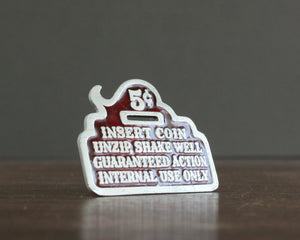 5¢
INSERT COIN
UNZIP, SHAKE WELL
GUARANTEED ACTION
INTERNAL USE ONLY